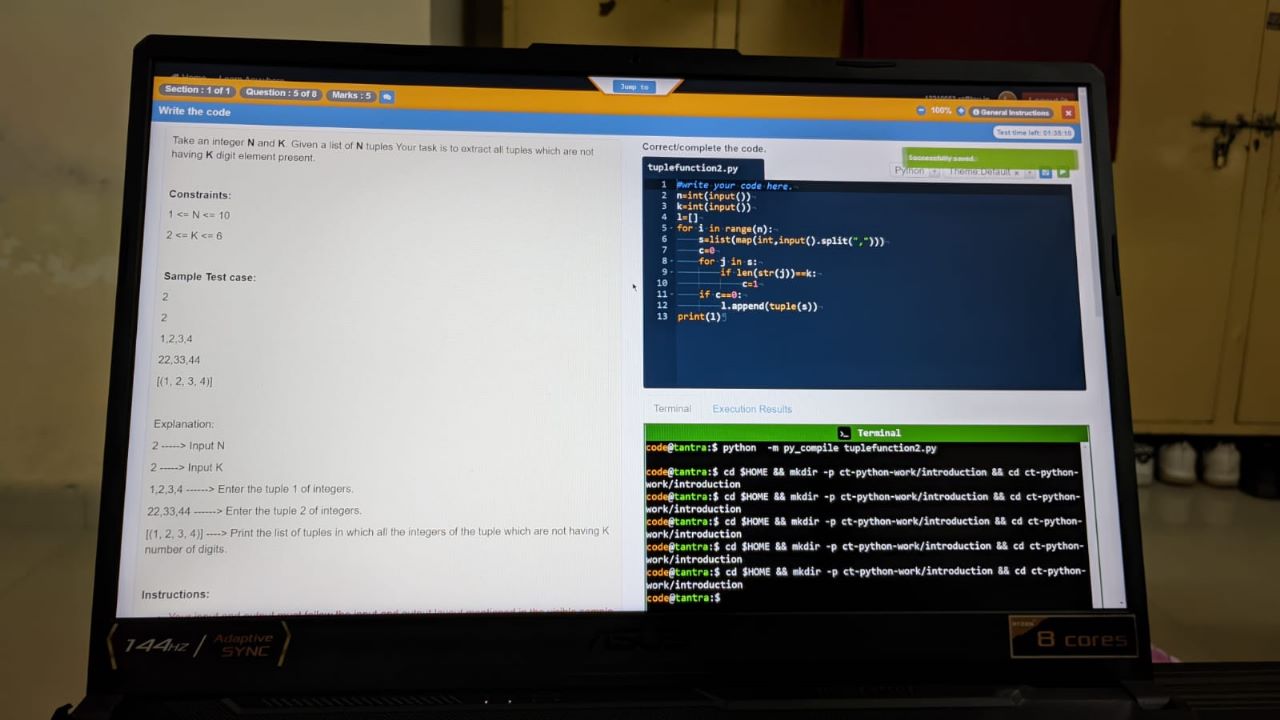 Section : 1 of 1
Question : 5 of 8
Marks : 5
Jump to
100%
General Instructions
Write the code
Test time left: 01:35:10
Take an integer N and K. Given a list of N tuples Your task is to extract all tuples which are not
having K digit element present.
Constraints:
1 <= N <= 10
2 <= K <= 6
Sample Test case:
2
2
1,2,3,4
22,33,44
[(1, 2, 3, 4)]
Explanation:
2 -----> Input N
2 -----> Input K
1,2,3,4 ------> Enter the tuple 1 of integers.
22,33,44 ------> Enter the tuple 2 of integers.
[(1, 2, 3, 4)] ----> Print the list of tuples in which all the integers of the tuple which are not having K
number of digits.
Instructions:
Correct/complete the code.
Successfully saved.
tuplefunction2.py
Python
Theme:Default
1 #write your code here.
2 n=int(input())
3 k=int(input())
4 l=[]
5 for i in range(n):
6 s=list(map(int,input().split(",")))
7 c=0
8 for j in s:
9 if len(str(j))==k:
10 c=1
11 if c==0:
12 l.append(tuple(s))
13 print(l)
Terminal
Execution Results
Terminal
code@tantra:$ python -m py_compile tuplefunction2.py
code@tantra:$ cd $HOME && mkdir -p ct-python-work/introduction && cd ct-python-
work/introduction
code@tantra:$ cd $HOME && mkdir -p ct-python-work/introduction && cd ct-python-
work/introduction
code@tantra:$ cd $HOME && mkdir -p ct-python-work/introduction && cd ct-python-
work/introduction
code@tantra:$ cd $HOME && mkdir -p ct-python-work/introduction && cd ct-python-
work/introduction
code@tantra:$ cd $HOME && mkdir -p ct-python-work/introduction && cd ct-python-
work/introduction
code@tantra:$
144Hz / Adaptive
SYNC
RYZEN
8 cores